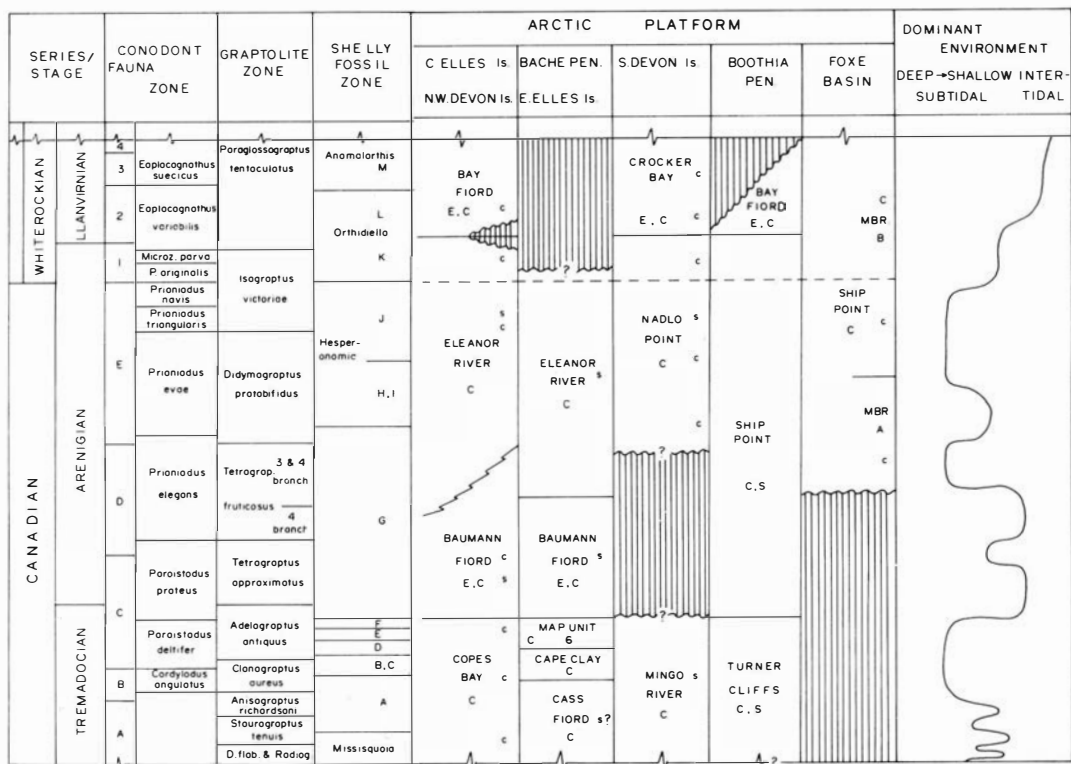 ARCTIC PLATFORM
SERIES/
STAGE
CONODONT
FAUNA
ZONE
GRAPTOLITE
ZONE
SHELLY
FOSSIL
ZONE
C ELLES Is.
NW. DEVON Is.
BACHE PEN.
E. ELLES Is.
S. DEVON Is.
BOOTHIA
PEN.
FOXE
BASIN
DOMINANT
ENVIRONMENT
DEEP→SHALLOW INTER-
SUBTIDAL TIDAL
WHITEROCKIAN
CANADIAN
LLANVIRNIAN
ARENIGIAN
TREMADOCIAN
4
3
2
1
E
D
C
B
A
Eoplacognathus
suecicus
Eoplacognathus
variabilis
Microz. parva
P. originalis
Prioniodus
navis
Prioniodus
triangularis
Prioniodus
evae
Prioniodus
elegans
Paroistodus
proteus
Paroistodus
deltifer
Cordylodus
angulatus
Paraglossograptus
tentaculatus
Isograptus
victoriae
Didymograptus
protobifidus
Tetragrap. 3 & 4
branch
fruticosus
4
branch
Tetragraptus
approximatus
Adelograptus
antiquus
Clonograptus
aureus
Anisograptus
richardsoni
Staurograptus
tenuis
D. flab. & Radiog
Anomalorthis
M
L
Orthidiella
K
J
Hesper-
onomic
H, I
G
F
E
D
B, C
A
Missisquoia
BAY
FIORD
E, C c
c
s
c
ELEANOR
RIVER
C
BAUMANN
FIORD c
E, C s
c
COPES
BAY c
C
c
?
ELEANOR
RIVER s
C
BAUMANN
FIORD s
E, C
MAP UNIT
C 6
CAPE CLAY
C
CASS
FIORD s?
C
CROCKER
BAY c
E, C c
c
NADLO s
POINT
C c
c
?
?
MINGO s
RIVER
C
BAY
FIORD
E, C
SHIP
POINT
C, S
TURNER
CLIFFS
C, S
?
C
MBR
B
SHIP
POINT
C c
MBR
A
c